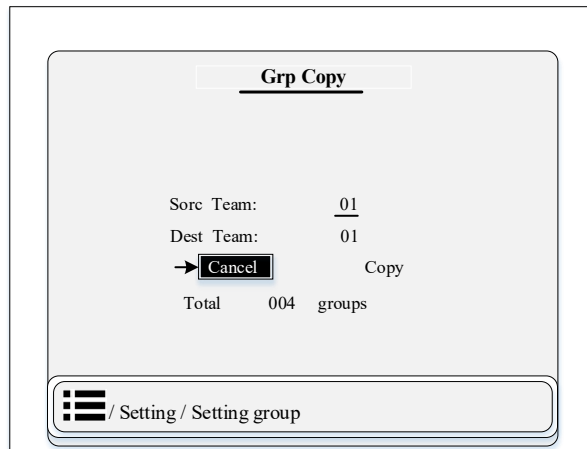 Grp Copy
Sorc Team: 01
Dest Team: 01
Cancel Copy
Total 004 groups
/ Setting / Setting group